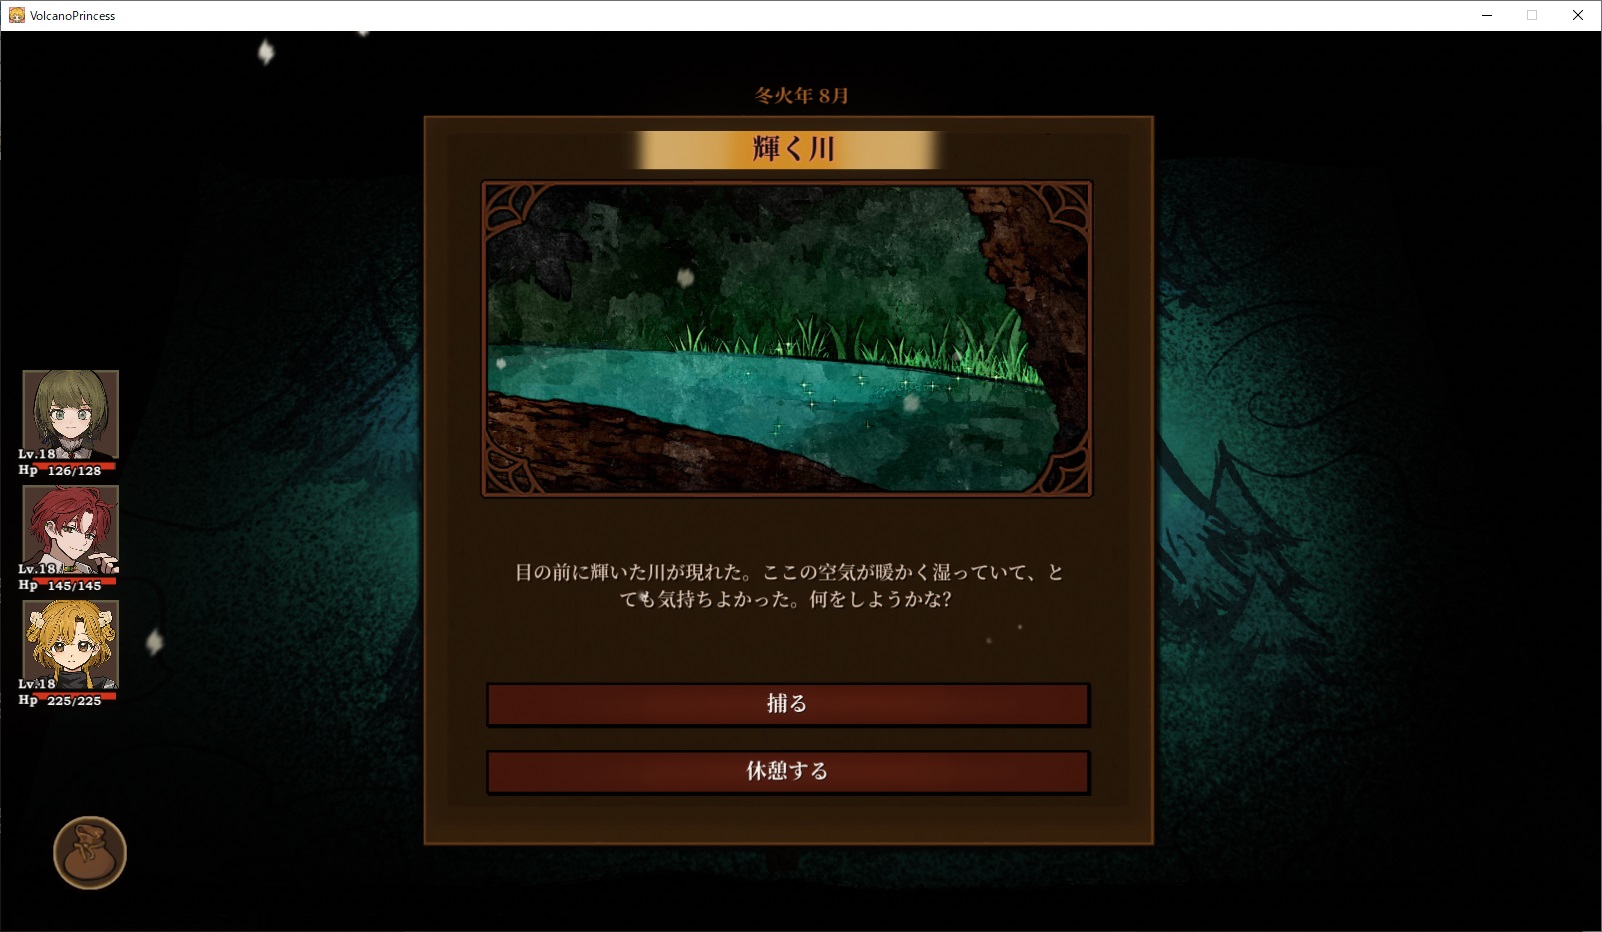 VolcanoPrincess
冬火年 8月
輝く川
目の前に輝いた川が現れた。ここの空気が暖かく湿っていて、と
ても気持ちよかった。何をしようかな?
捕る
休憩する
Lv.18
Hp 126/128
Lv.18
Hp 145/145
Lv.18
Hp 225/225